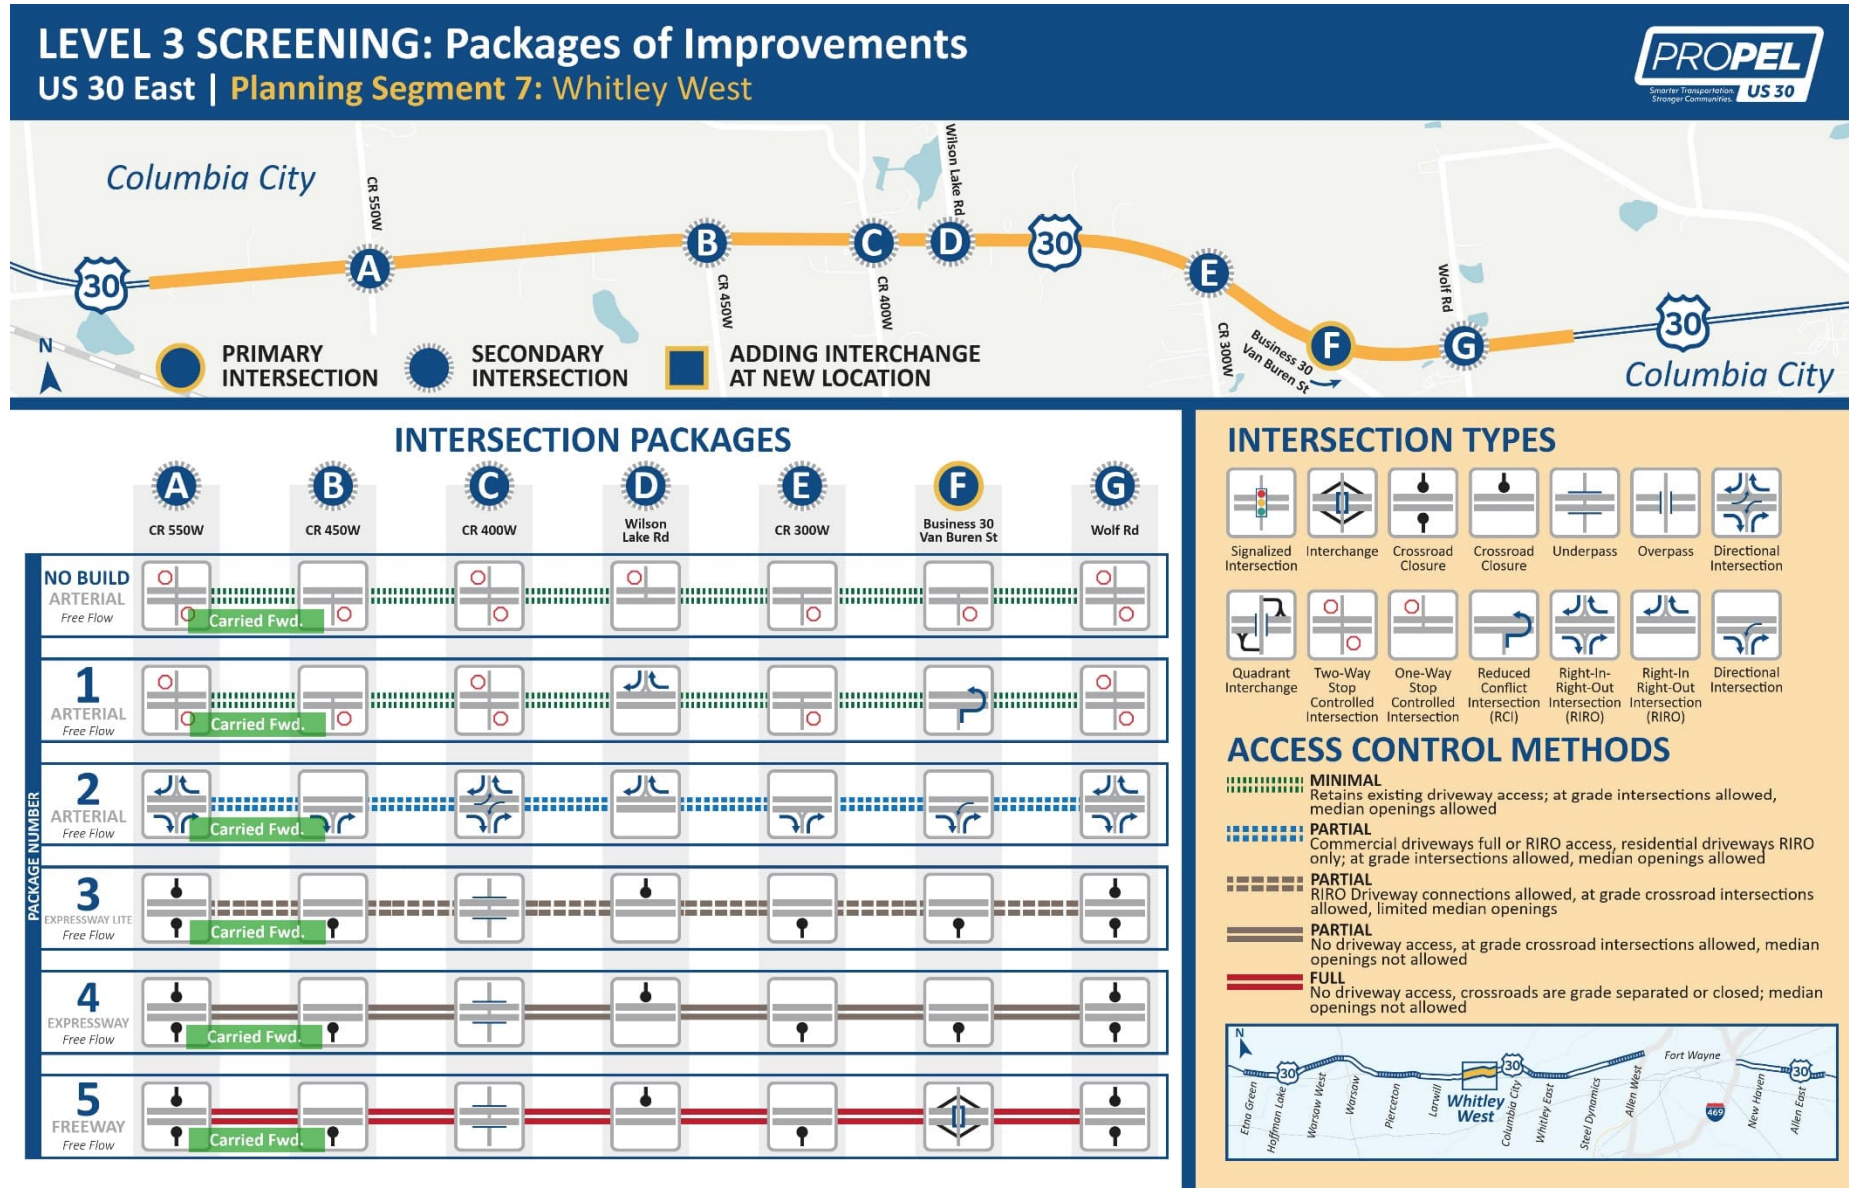 LEVEL 3 SCREENING: Packages of Improvements
US 30 East | Planning Segment 7: Whitley West
PROPEL
Smarter Transportation.
Stronger Communities.
US 30
Columbia City
CR 550W
Wilson Lake Rd
30
A
B
C
D
30
E
CR 450W
CR 400W
Wolf Rd
CR 300W
Business 30
Van Buren St
F
G
30
Columbia City
N
PRIMARY
INTERSECTION
SECONDARY
INTERSECTION
ADDING INTERCHANGE
AT NEW LOCATION
INTERSECTION PACKAGES
A
B
C
D
E
F
G
CR 550W
CR 450W
CR 400W
Wilson
Lake Rd
CR 300W
Business 30
Van Buren St
Wolf Rd
PACKAGE NUMBER
NO BUILD
ARTERIAL
Free Flow
Carried Fwd.
1
ARTERIAL
Free Flow
Carried Fwd.
2
ARTERIAL
Free Flow
Carried Fwd.
3
EXPRESSWAY LITE
Free Flow
Carried Fwd.
4
EXPRESSWAY
Free Flow
Carried Fwd.
5
FREEWAY
Free Flow
Carried Fwd.
INTERSECTION TYPES
Signalized
Intersection
Interchange
Crossroad
Closure
Crossroad
Closure
Underpass
Overpass
Directional
Intersection
Quadrant
Interchange
Two-Way
Stop
Controlled
Intersection
One-Way
Stop
Controlled
Intersection
Reduced
Conflict
Intersection
(RCI)
Right-In-
Right-Out
Intersection
(RIRO)
Right-In
Right-Out
Intersection
(RIRO)
Directional
Intersection
ACCESS CONTROL METHODS
MINIMAL
Retains existing driveway access; at grade intersections allowed,
median openings allowed
PARTIAL
Commercial driveways full or RIRO access, residential driveways RIRO
only; at grade intersections allowed, median openings allowed
PARTIAL
RIRO Driveway connections allowed, at grade crossroad intersections
allowed, limited median openings
PARTIAL
No driveway access, at grade crossroad intersections allowed, median
openings not allowed
FULL
No driveway access, crossroads are grade separated or closed; median
openings not allowed
N
30
30
30
469
Fort Wayne
Etna Green
Hoffman Lake
Warsaw West
Warsaw
Pierceton
Larwill
Whitley
West
Columbia City
Whitley East
Steel Dynamics
Allen West
New Haven
Allen East